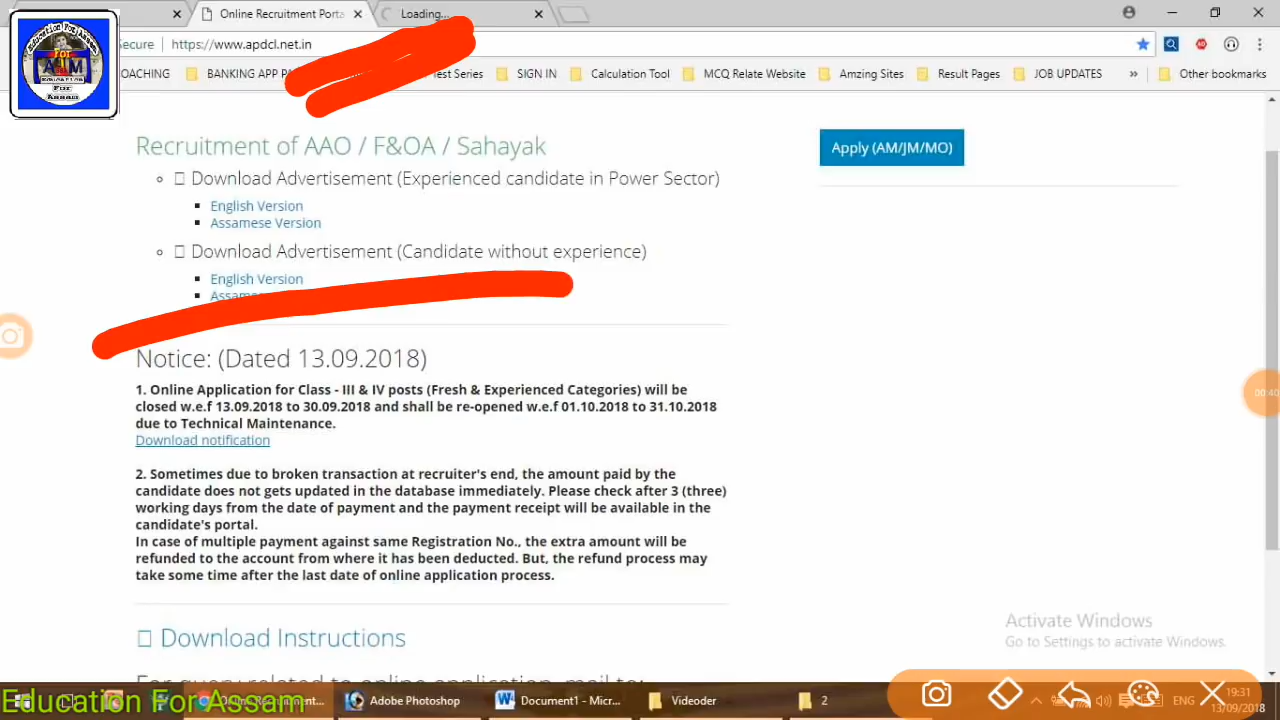 Online Recruitment Porta
Loading...
ecure
https://www.apdcl.net.in
OACHING
BANKING APP
Test Series
SIGN IN
Calculation Tool
MCQ Relate Website
Amzing Sites
Result Pages
JOB UPDATES
»
Other bookmarks
Recruitment of AAO / F&OA / Sahayak
Apply (AM/JM/MO)
Download Advertisement (Experienced candidate in Power Sector)
English Version
Assamese Version
Download Advertisement (Candidate without experience)
English Version
Notice: (Dated 13.09.2018)
1. Online Application for Class - III & IV posts (Fresh & Experienced Categories) will be
closed w.e.f 13.09.2018 to 30.09.2018 and shall be re-opened w.e.f 01.10.2018 to 31.10.2018
due to Technical Maintenance.
Download notification
00:40
2. Sometimes due to broken transaction at recruiter's end, the amount paid by the
candidate does not gets updated in the database immediately. Please check after 3 (three)
working days from the date of payment and the payment receipt will be available in the
candidate's portal.
In case of multiple payment against same Registration No., the extra amount will be
refunded to the account from where it has been deducted. But, the refund process may
take some time after the last date of online application process.
Activate Windows
Go to Settings to activate Windows.
Download Instructions
For query related to online application, mail to:
Education For Assam
Adobe Photoshop
Document1 - Micr...
Videoder
2
ENG
19:31
13/09/2018